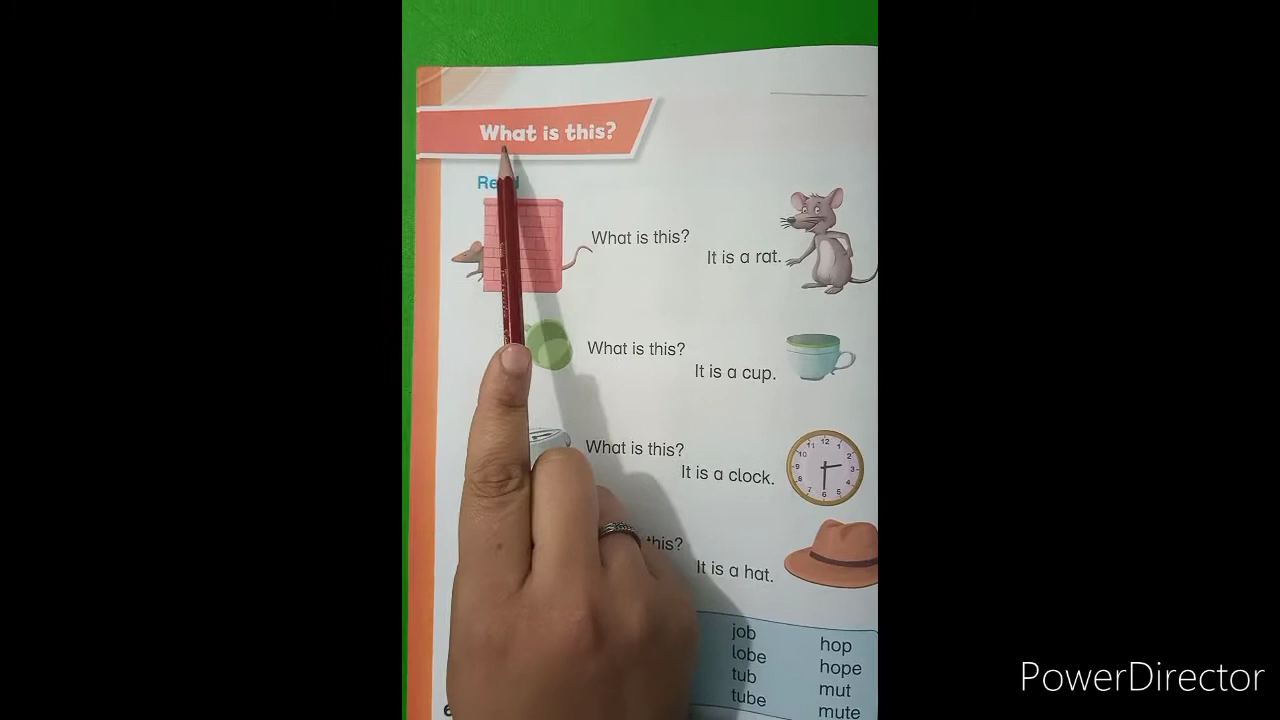 What is this?
What is this?
It is a rat.
What is this?
It is a cup.
What is this?
It is a clock.
this?
It is a hat.
job hop
lobe hope
tub mut
tube mute
PowerDirector